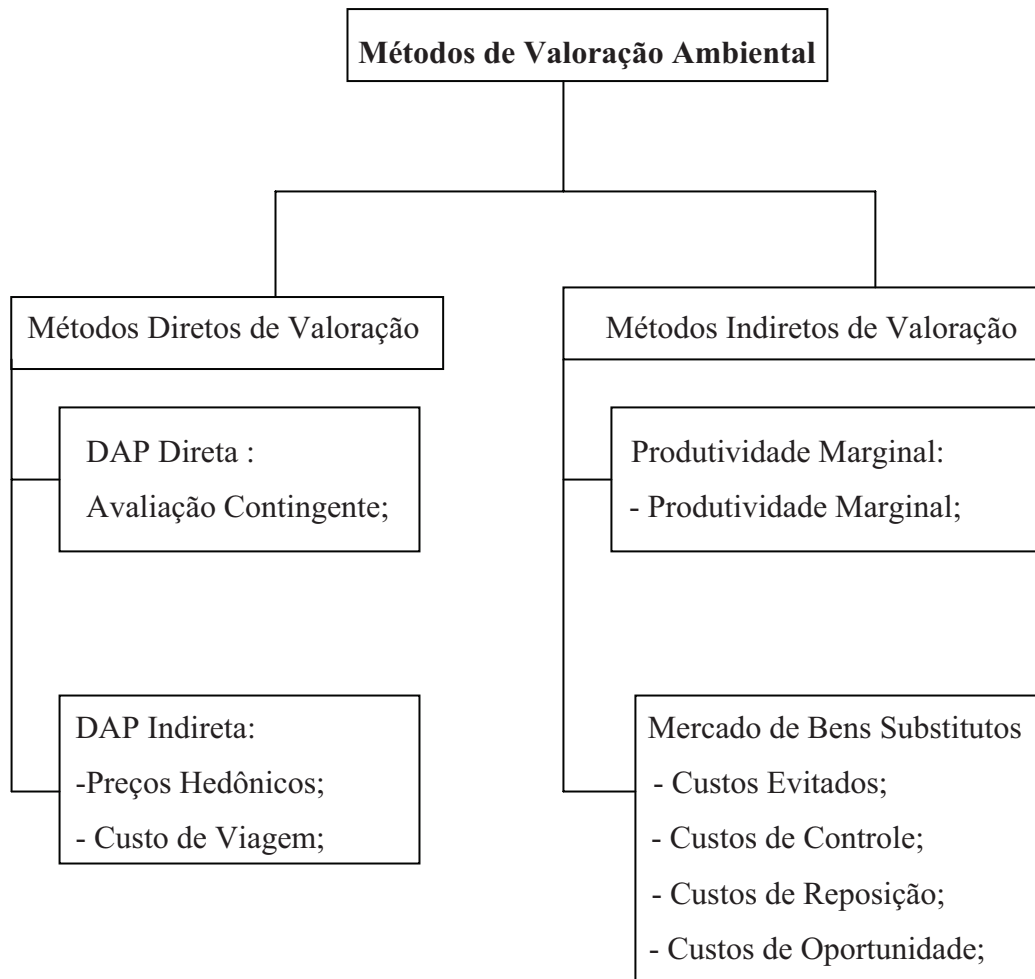 Métodos de Valoração Ambiental
Métodos Diretos de Valoração
DAP Direta :
Avaliação Contingente;
DAP Indireta:
-Preços Hedônicos;
- Custo de Viagem;
Métodos Indiretos de Valoração
Produtividade Marginal:
- Produtividade Marginal;
Mercado de Bens Substitutos
- Custos Evitados;
- Custos de Controle;
- Custos de Reposição;
- Custos de Oportunidade;